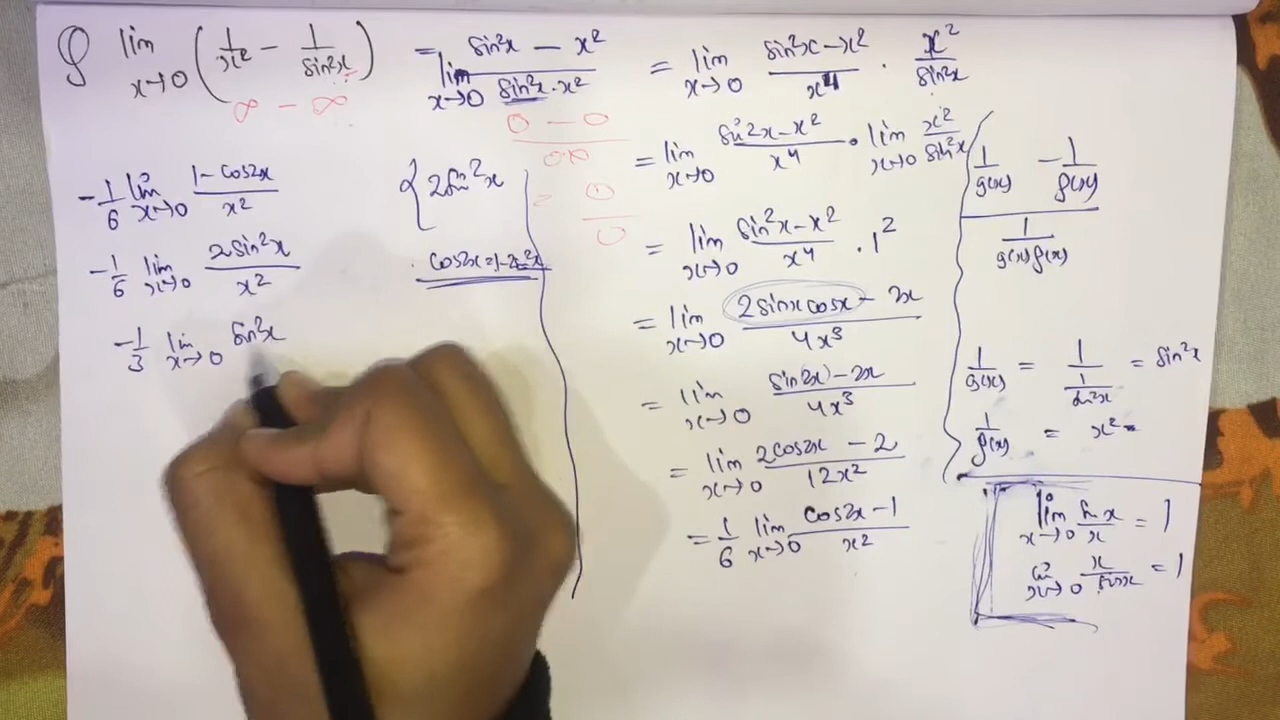 Q lim x→0 (1/x² − 1/sin²x)
∞ − ∞
= lim x→0 (sin²x − x²)/(sin²x · x²)
(0 − 0)/(0·0)
= 0/0
= lim x→0 (sin²x − x²)/x⁴ · x²/sin²x
= lim x→0 (sin²x − x²)/x⁴ · lim x→0 x²/sin²x
= lim x→0 (sin²x − x²)/x⁴ · 1²
= lim x→0 (2sinxcosx − 2x)/4x³
= lim x→0 (sin(2x) − 2x)/4x³
= lim x→0 (2cos2x − 2)/12x²
= 1/6 lim x→0 (cos2x − 1)/x²
−1/6 lim x→0 (1 − cos2x)/x²
−1/6 lim x→0 2sin²x/x²
−1/3 lim x→0 sin²x
{ 2sin²x
cos2x = 1 − 2sin²x
(1/g(x) − 1/f(x))/(1/(g(x)f(x)))
1/g(x) = 1/(1/sin²x) = sin²x
1/f(x) = x²
lim x→0 sinx/x = 1
lim x→0 x/sinx = 1